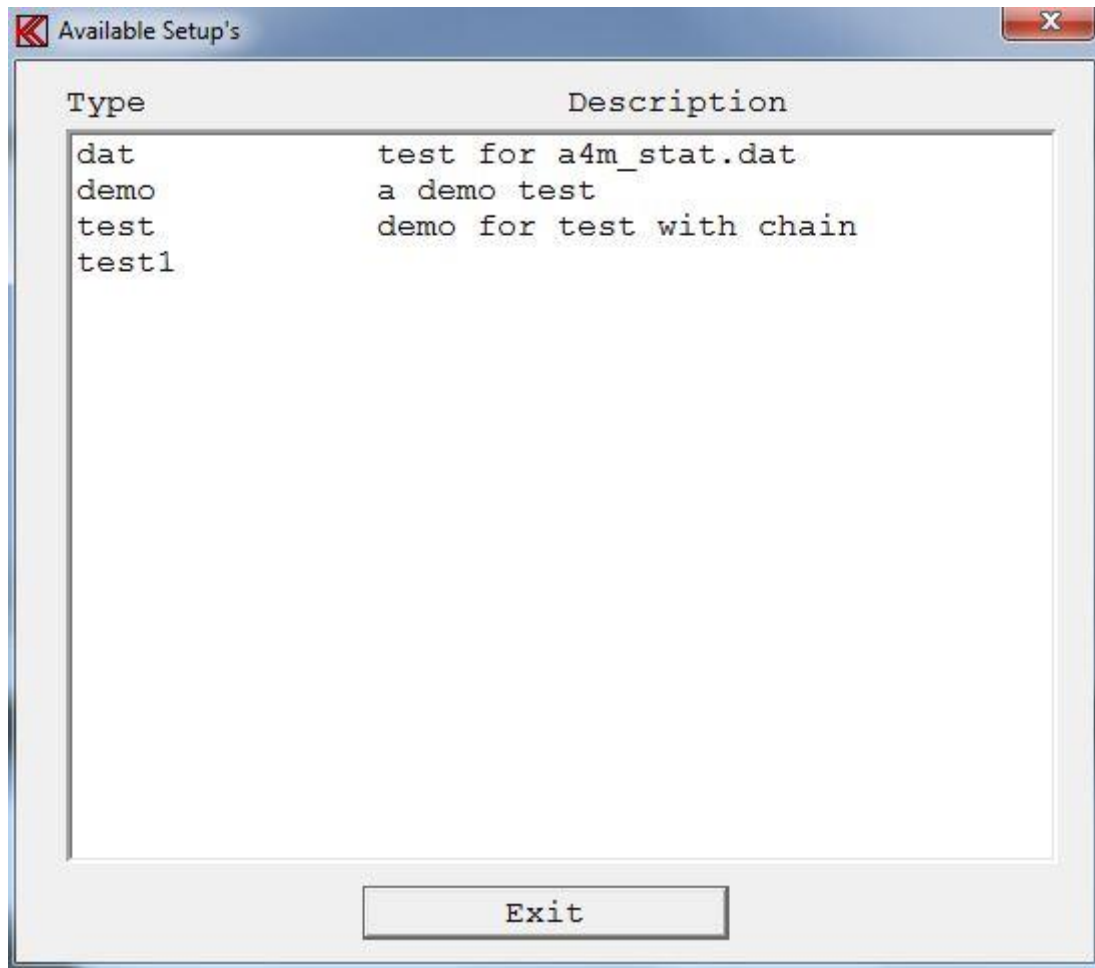 Available Setup's
Type Description
dat test for a4m_stat.dat
demo a demo test
test demo for test with chain
test1
Exit